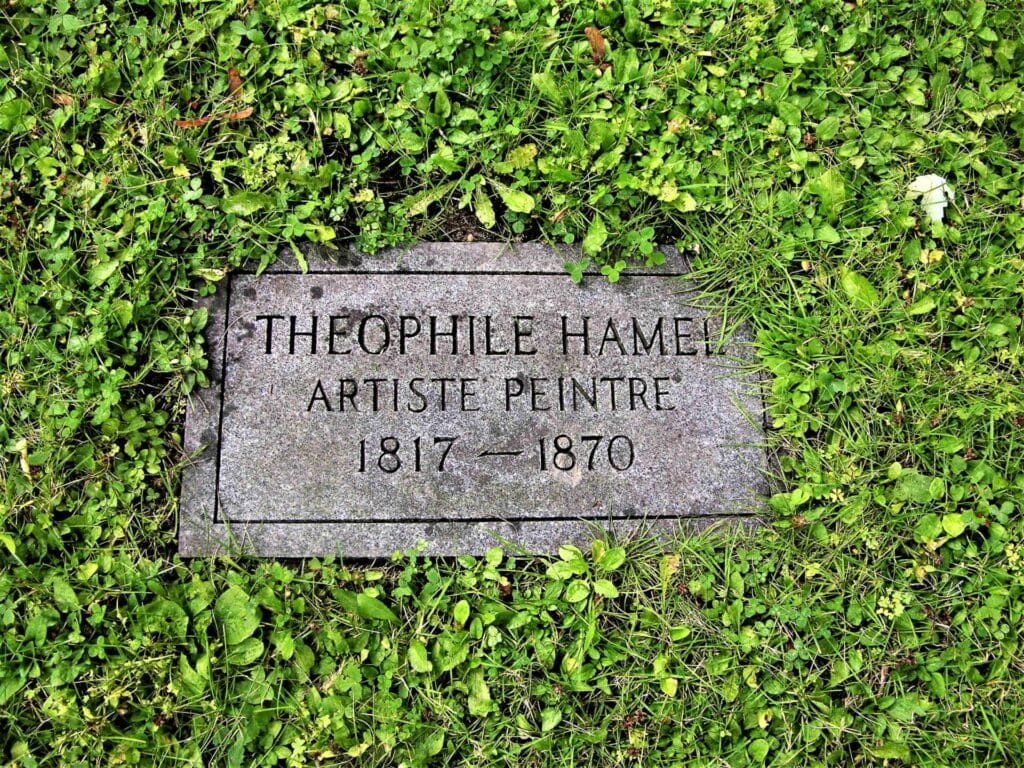 THEOPHILE HAMEL
ARTISTE PEINTRE
1817 — 1870